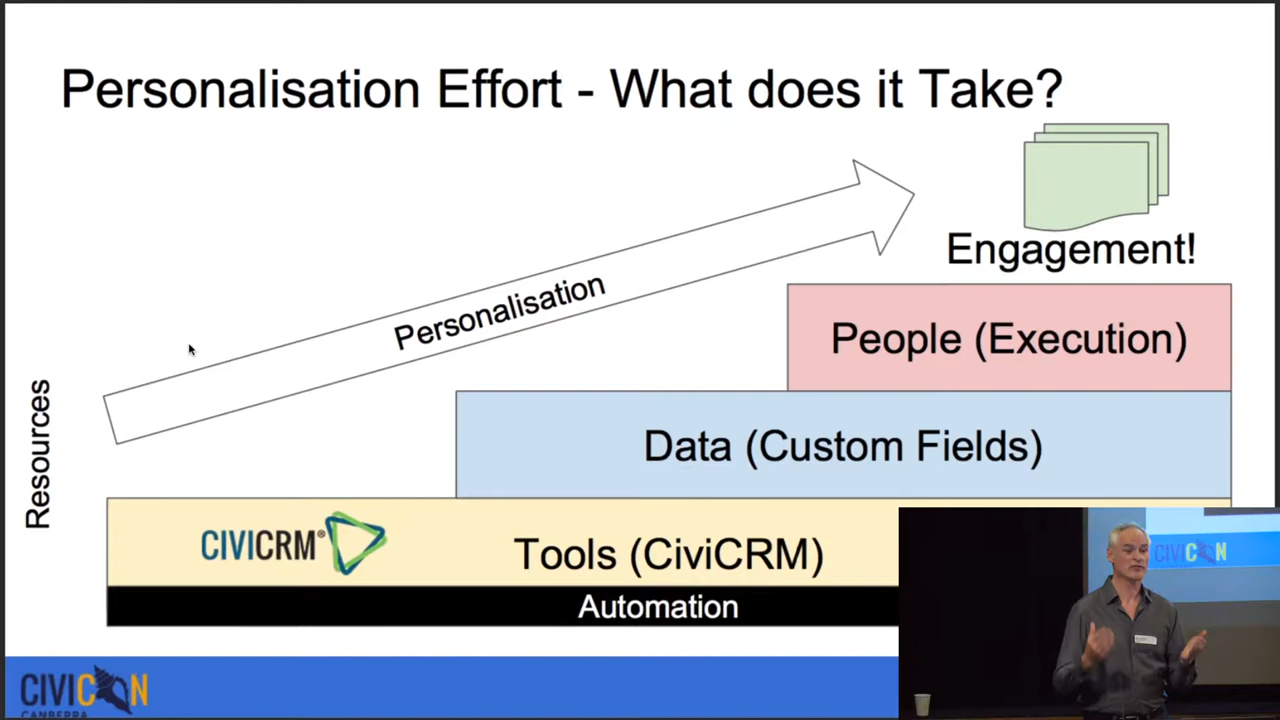 Personalisation Effort - What does it Take?
Engagement!
Personalisation
People (Execution)
Resources
Data (Custom Fields)
CIVICRM®
Tools (CiviCRM)
Automation
CIVICON
CIVICON
CANBERRA